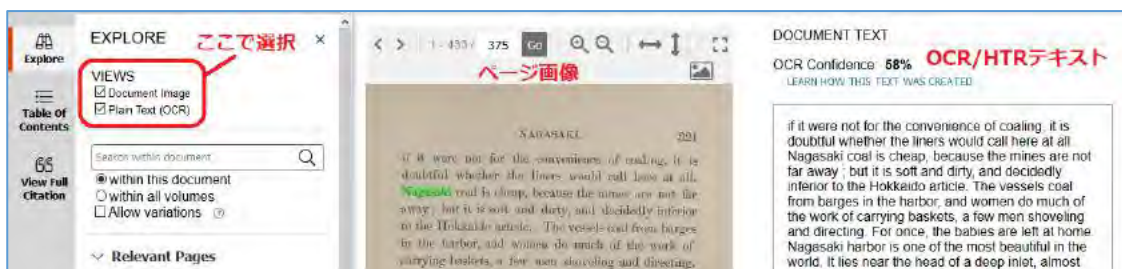 Explore
Table Of
Contents
View Full
Citation
EXPLORE
ここで選択
×
VIEWS
Document Image
Plain Text (OCR)
Search within document
within this document
within all volumes
Allow variations
Relevant Pages
1 - 433 /
375
Go
ページ画像
NAGASAKI.
221
if it were not for the convenience of coaling, it is
doubtful whether the liners would call here at all.
Nagasaki coal is cheap, because the mines are not far
away; but it is soft and dirty, and decidedly inferior
to the Hokkaido article. The vessels coal from barges
in the harbor, and women do much of the work of
carrying baskets, a few men shoveling and directing.
DOCUMENT TEXT
OCR Confidence: 58%
OCR/HTRテキスト
LEARN HOW THIS TEXT WAS CREATED
if it were not for the convenience of coaling, it is
doubtful whether the liners would call here at all.
Nagasaki coal is cheap, because the mines are not
far away ; but it is soft and dirty, and decidedly
inferior to the Hokkaido article. The vessels coal
from barges in the harbor, and women do much of
the work of carrying baskets, a few men shoveling
and directing. For once, the babies are left at home.
Nagasaki harbor is one of the most beautiful in the
world. It lies near the head of a deep inlet, almost